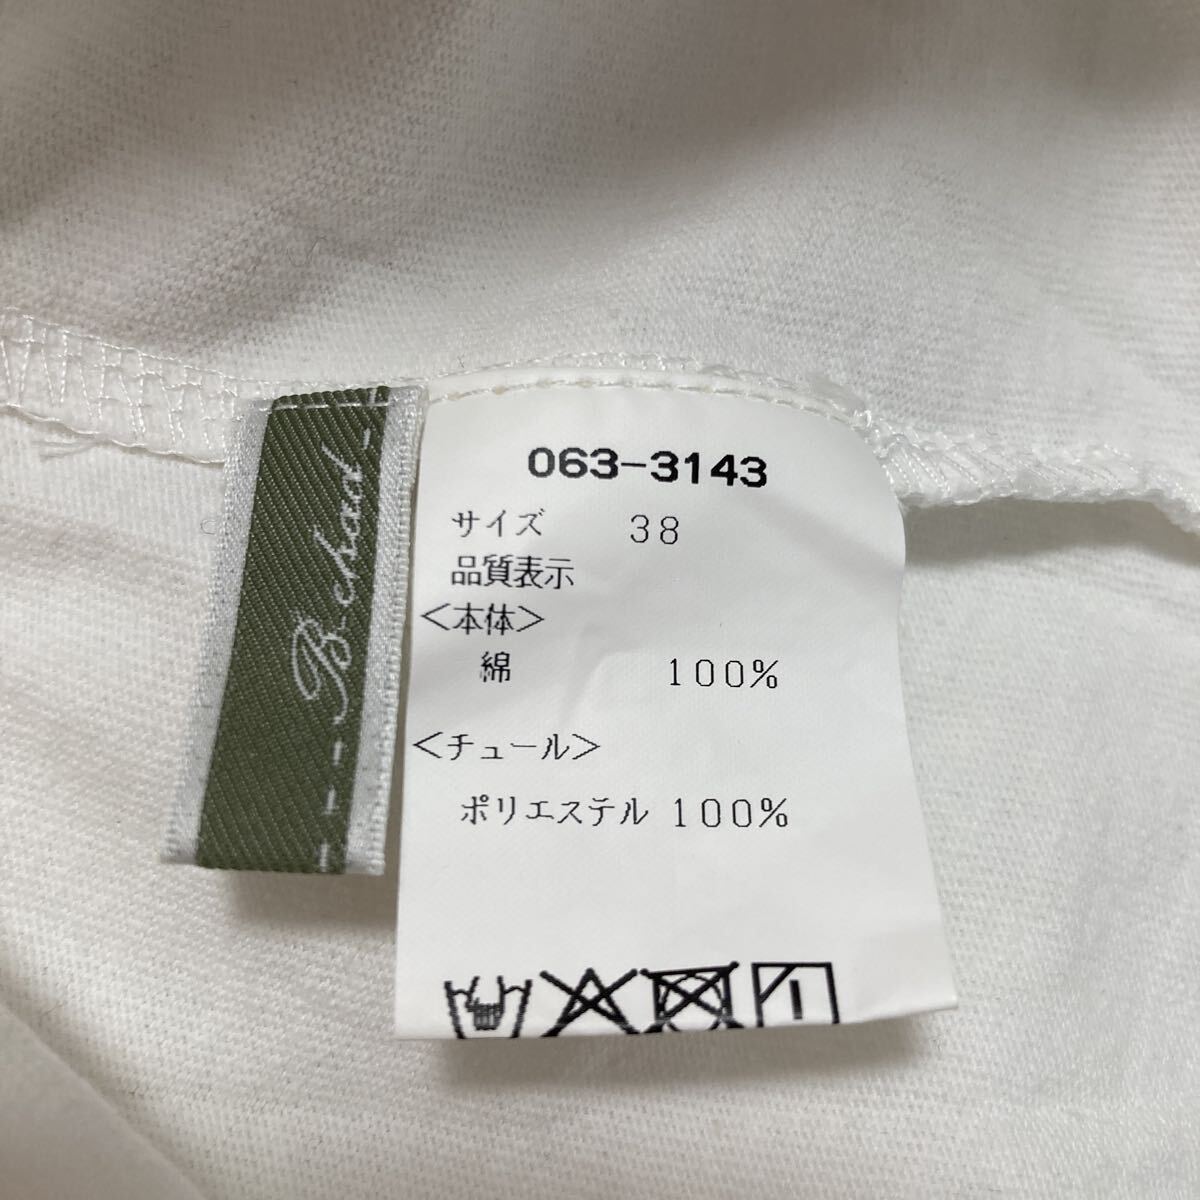 B-chad
063-3143
サイズ 38
品質表示
<本体>
綿 100%
<チュール>
ポリエステル 100%